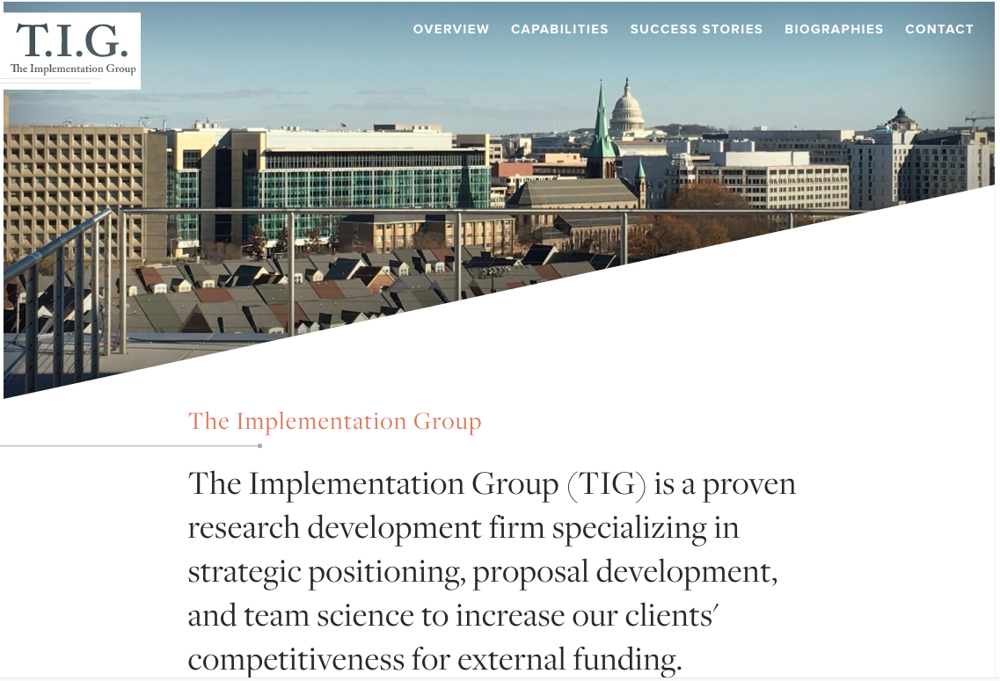 T.I.G.
The Implementation Group
OVERVIEW CAPABILITIES SUCCESS STORIES BIOGRAPHIES CONTACT
The Implementation Group
The Implementation Group (TIG) is a proven
research development firm specializing in
strategic positioning, proposal development,
and team science to increase our clients'
competitiveness for external funding.